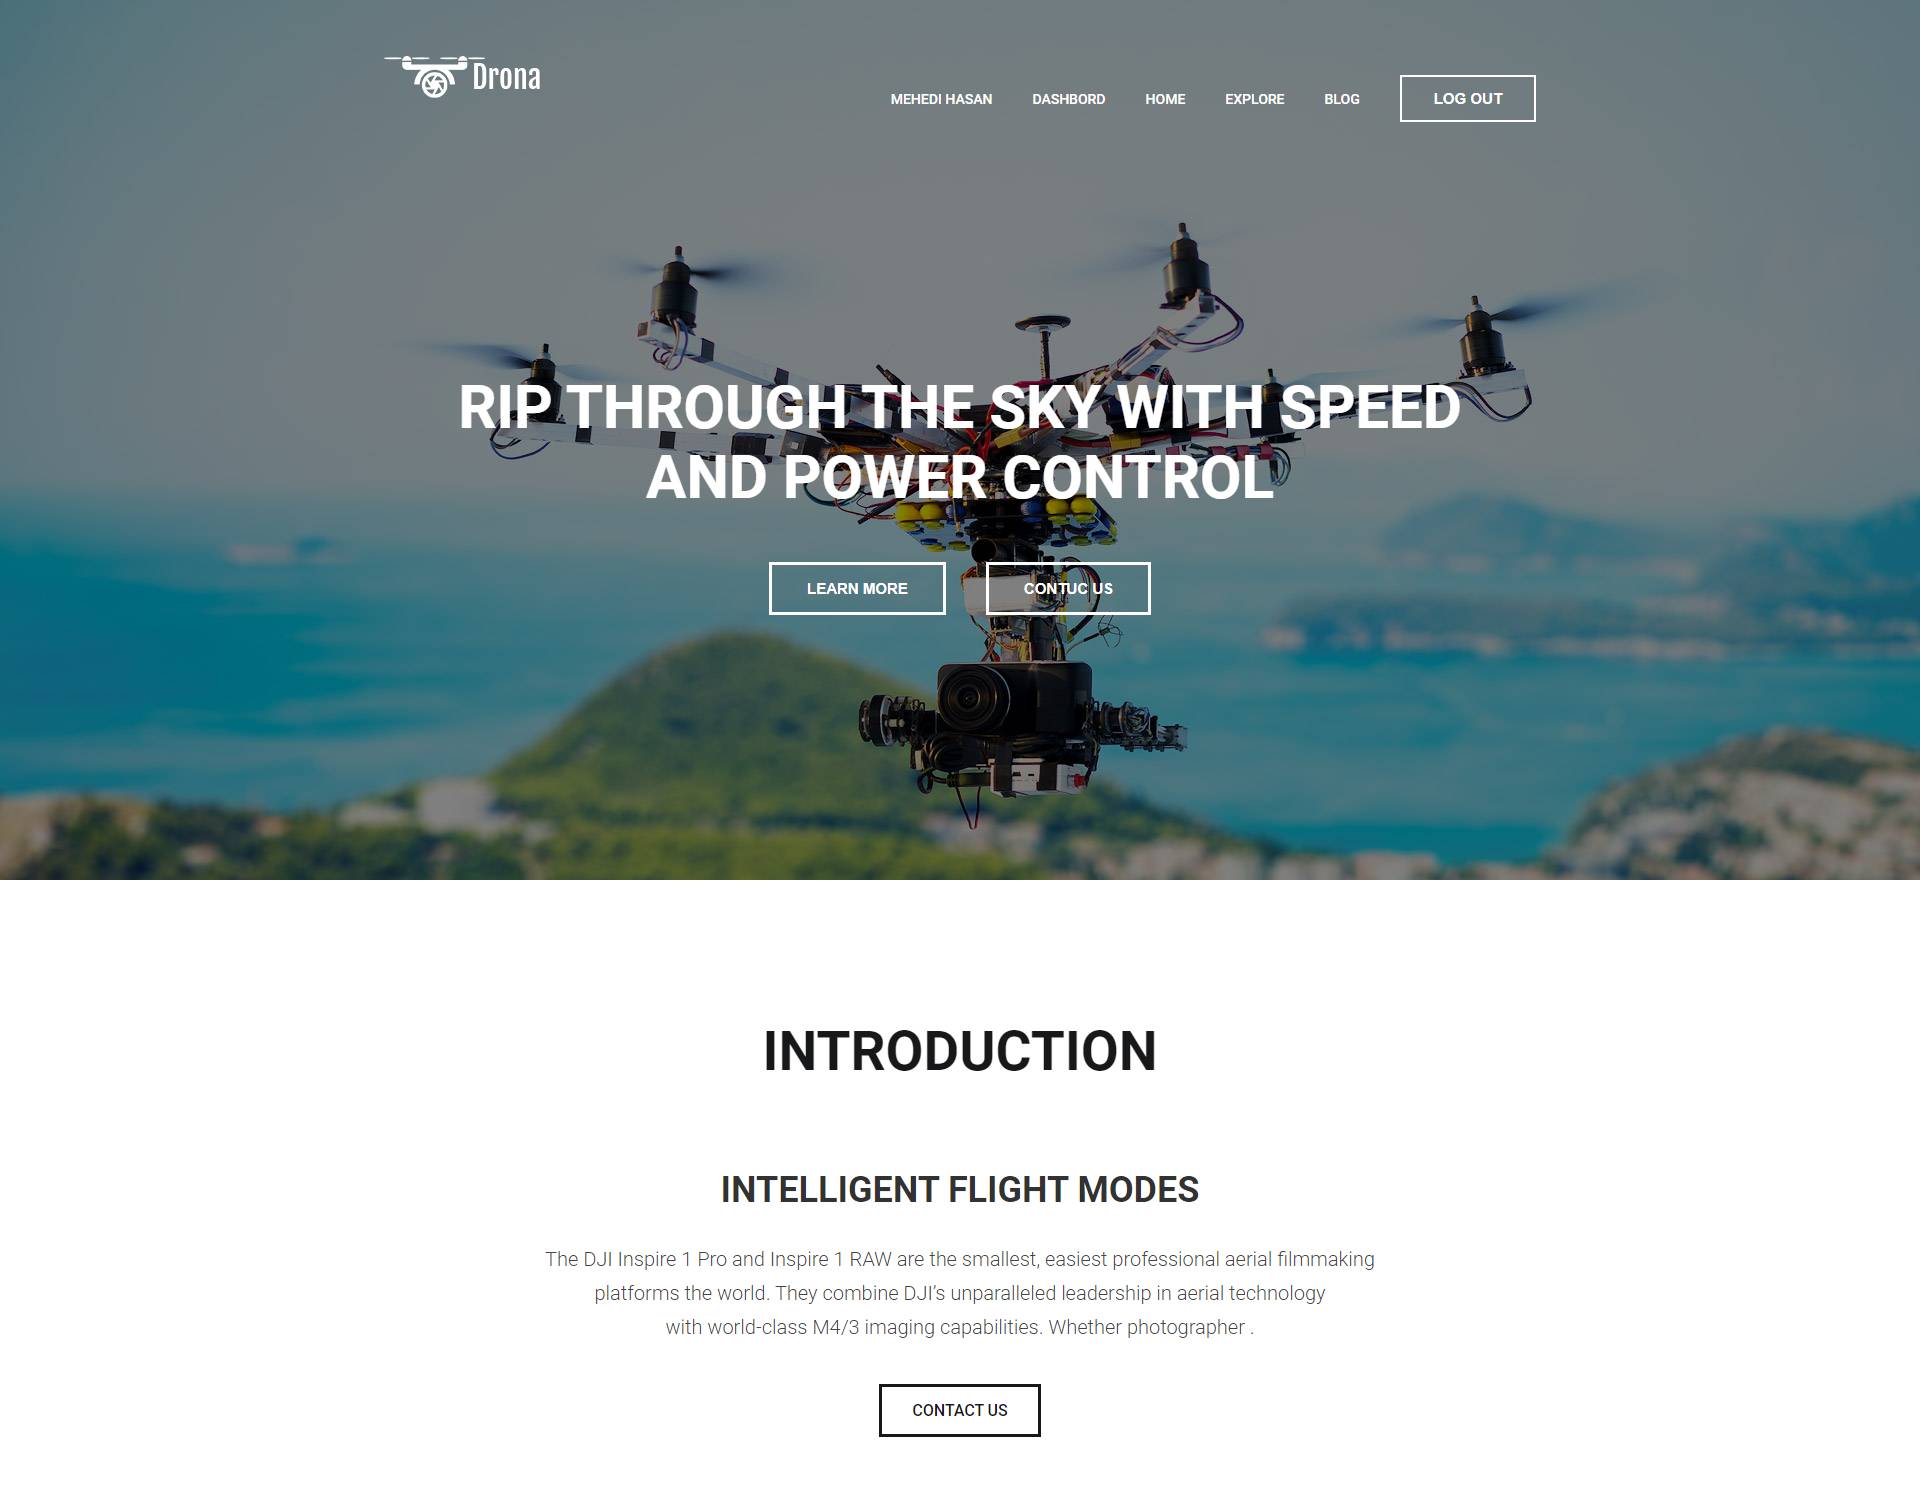 Drona
MEHEDI HASAN
DASHBORD
HOME
EXPLORE
BLOG
LOG OUT
RIP THROUGH THE SKY WITH SPEED
AND POWER CONTROL
LEARN MORE
CONTUC US
INTRODUCTION
INTELLIGENT FLIGHT MODES
The DJI Inspire 1 Pro and Inspire 1 RAW are the smallest, easiest professional aerial filmmaking
platforms the world. They combine DJI’s unparalleled leadership in aerial technology
with world-class M4/3 imaging capabilities. Whether photographer .
CONTACT US